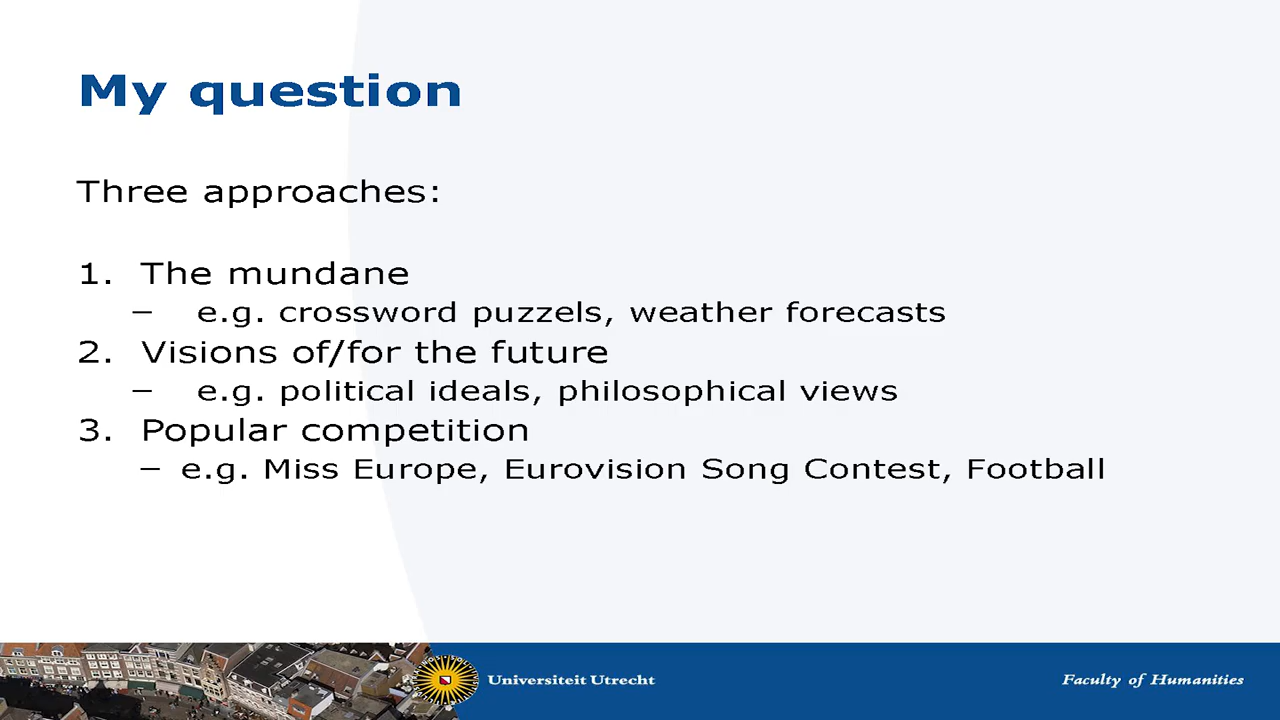 My question
Three approaches:
1. The mundane
– e.g. crossword puzzels, weather forecasts
2. Visions of/for the future
– e.g. political ideals, philosophical views
3. Popular competition
– e.g. Miss Europe, Eurovision Song Contest, Football
Universiteit Utrecht
Faculty of Humanities